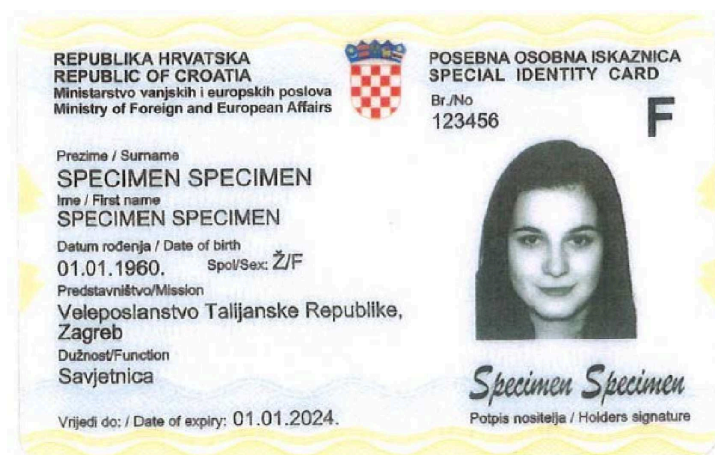 REPUBLIKA HRVATSKA
REPUBLIC OF CROATIA
Ministarstvo vanjskih i europskih poslova
Ministry of Foreign and European Affairs
POSEBNA OSOBNA ISKAZNICA
SPECIAL IDENTITY CARD
Br./No
123456
F
Prezime / Surname
SPECIMEN SPECIMEN
Ime / First name
SPECIMEN SPECIMEN
Datum rođenja / Date of birth
01.01.1960. Spol/Sex: Ž/F
Predstavništvo/Mission
Veleposlanstvo Talijanske Republike,
Zagreb
Dužnost/Function
Savjetnica
Vrijedi do: / Date of expiry: 01.01.2024.
Specimen Specimen
Potpis nositelja / Holders signature